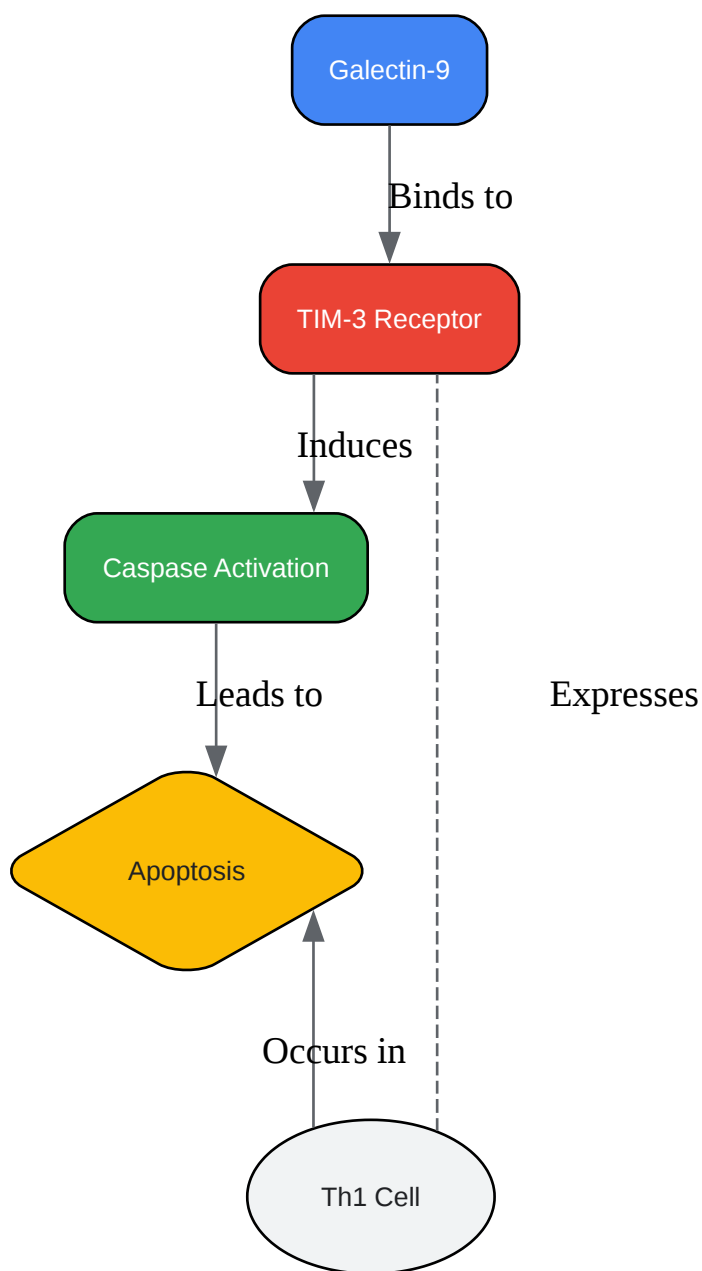 Galectin-9
Binds to
TIM-3 Receptor
Induces
Caspase Activation
Leads to
Expresses
Apoptosis
Occurs in
Th1 Cell